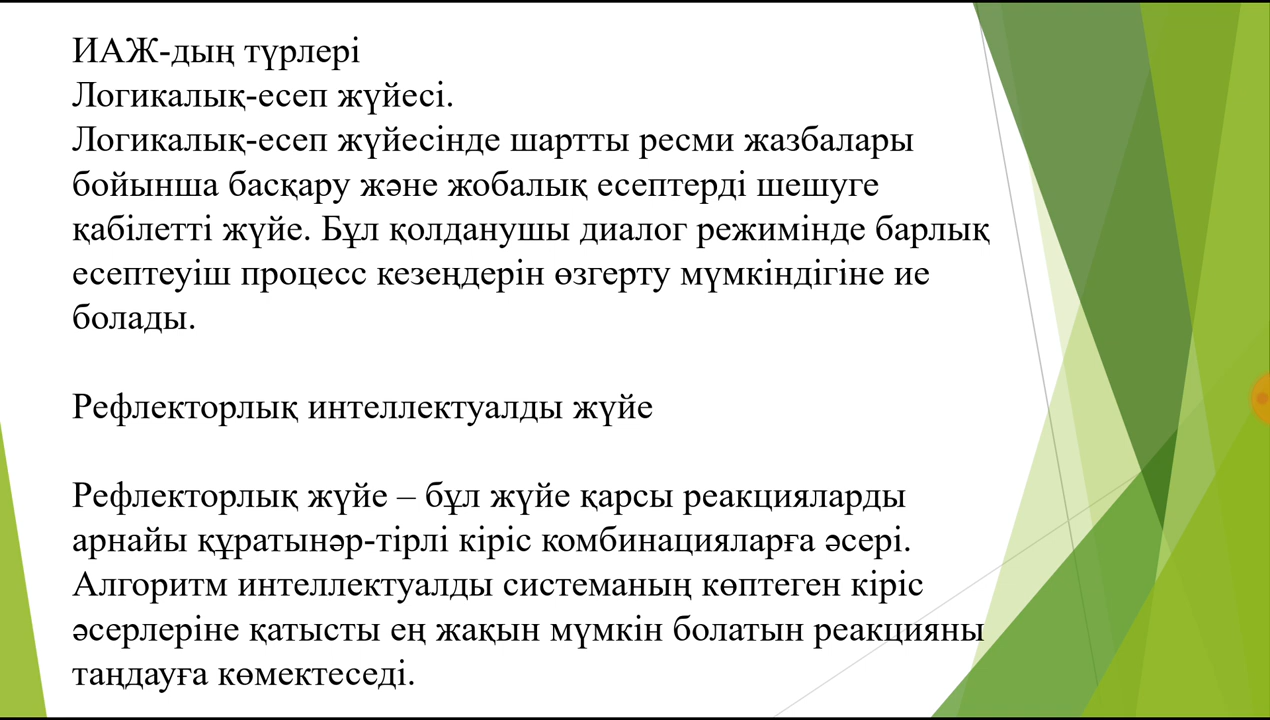 ИАЖ-дың түрлері
Логикалық-есеп жүйесі.
Логикалық-есеп жүйесінде шартты ресми жазбалары
бойынша басқару және жобалық есептерді шешуге
қабілетті жүйе. Бұл қолданушы диалог режимінде барлық
есептеуіш процесс кезеңдерін өзгерту мүмкіндігіне ие
болады.
Рефлекторлық интеллектуалды жүйе
Рефлекторлық жүйе – бұл жүйе қарсы реакцияларды
арнайы құратынәр-тірлі кіріс комбинацияларға әсері.
Алгоритм интеллектуалды системаның көптеген кіріс
әсерлеріне қатысты ең жақын мүмкін болатын реакцияны
таңдауға көмектеседі.